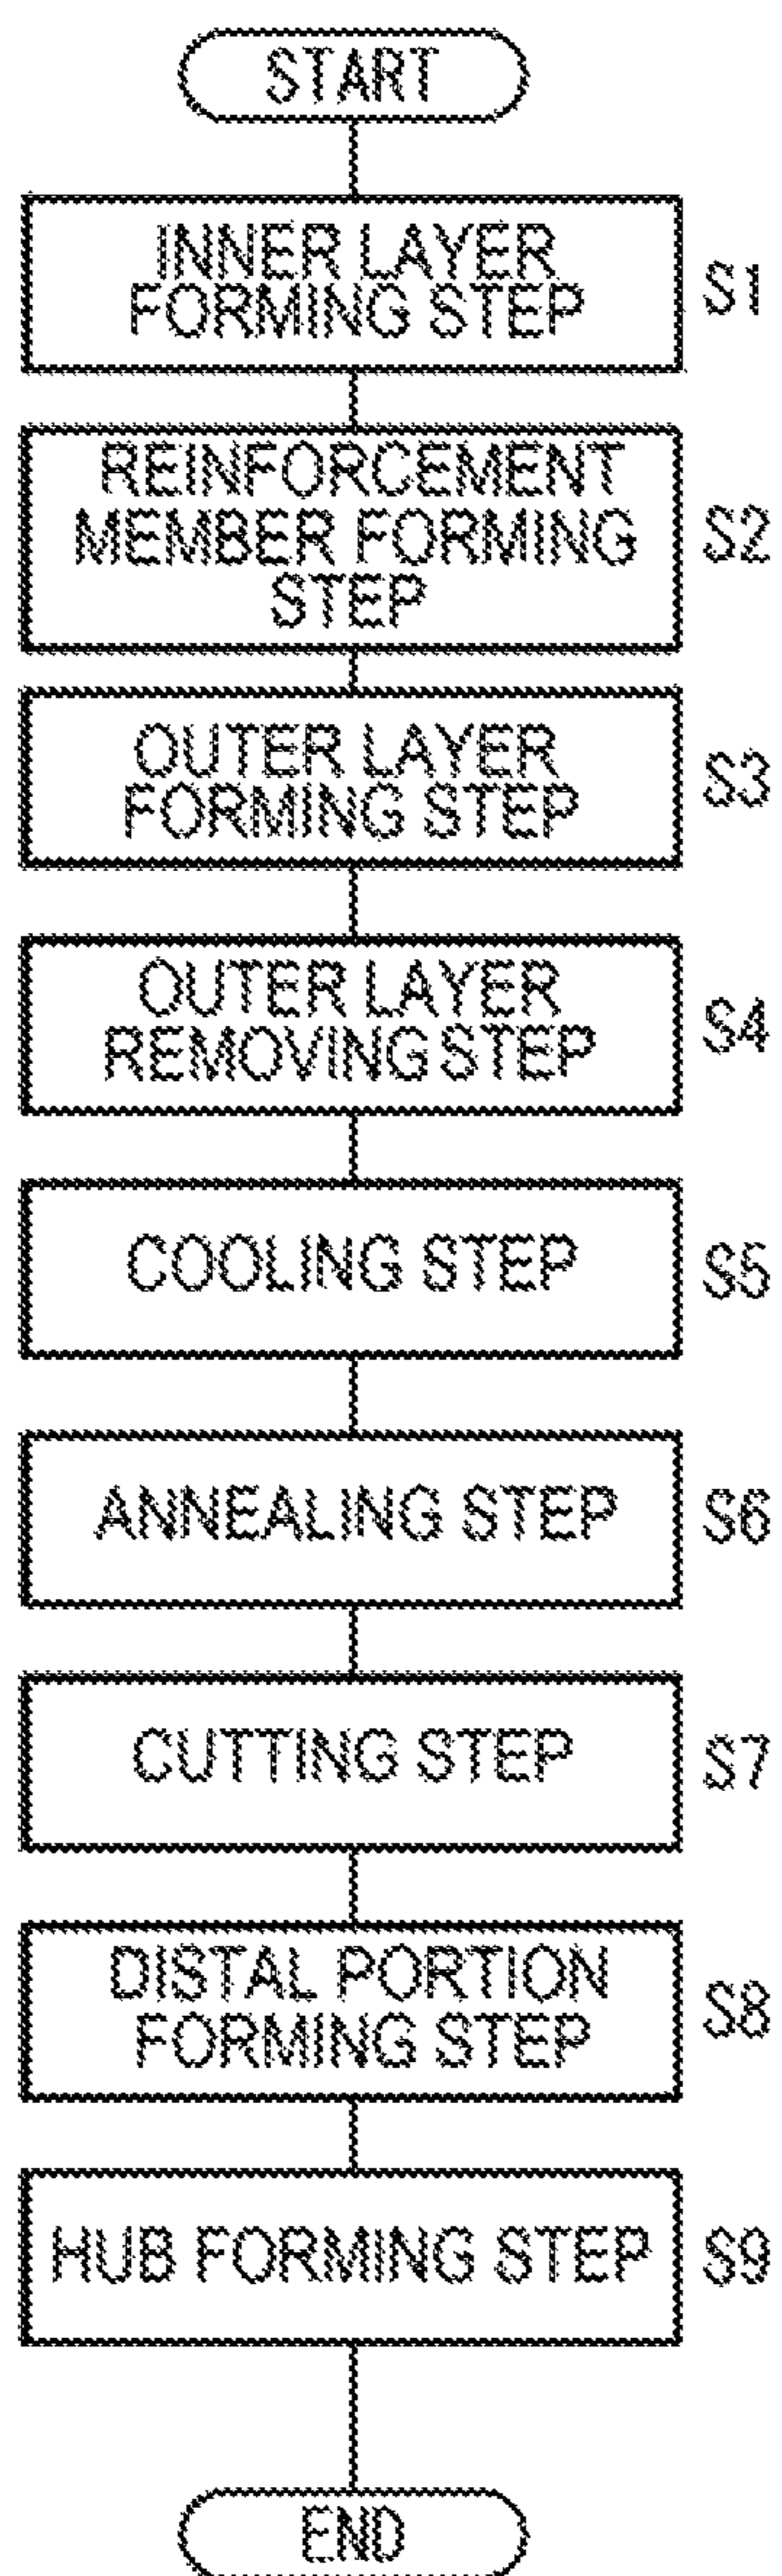 START
INNER LAYER
FORMING STEP
S1
REINFORCEMENT
MEMBER FORMING
STEP
S2
OUTER LAYER
FORMING STEP
S3
OUTER LAYER
REMOVING STEP
S4
COOLING STEP
S5
ANNEALING STEP
S6
CUTTING STEP
S7
DISTAL PORTION
FORMING STEP
S8
HUB FORMING STEP
S9
END